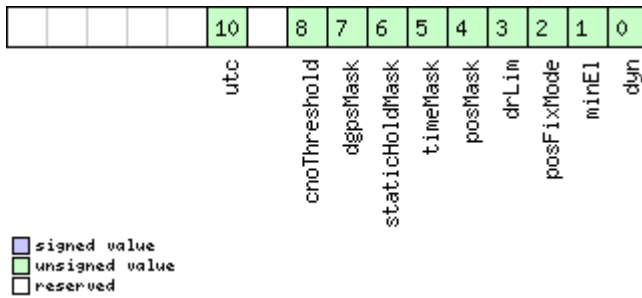 10 8 7 6 5 4 3 2 1 0
utc
cnoThreshold
dgpsMask
staticHoldMask
timeMask
posMask
drLim
posFixMode
minEl
dyn
signed value
unsigned value
reserved